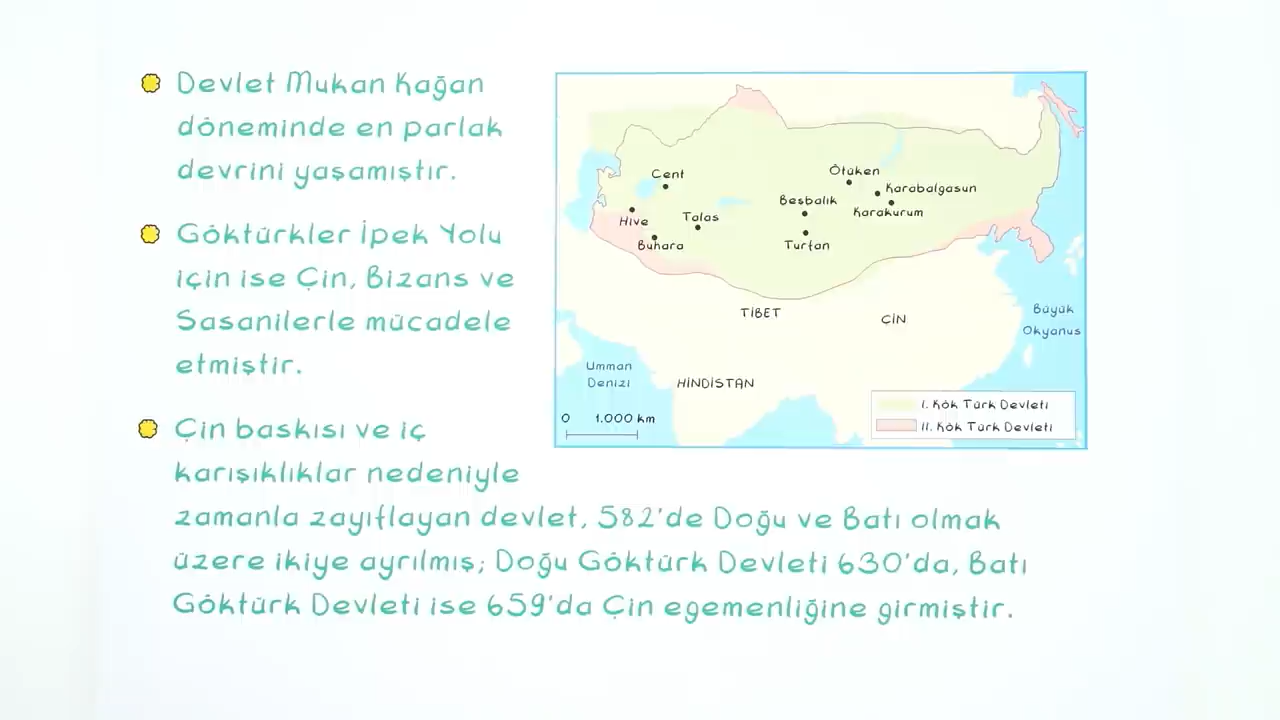 Devlet Mukan Kağan
döneminde en parlak
devrini yaşamıştır.
Göktürkler İpek Yolu
için ise Çin, Bizans ve
Sasanilerle mücadele
etmiştir.
Çin baskısı ve iç
karışıklıklar nedeniyle
zamanla zayıflayan devlet, 582'de Doğu ve Batı olmak
üzere ikiye ayrılmış; Doğu Göktürk Devleti 630'da, Batı
Göktürk Devleti ise 659'da Çin egemenliğine girmiştir.
Ötüken
Cent
Karabalgasun
Beşbalık
Karakurum
Hive
Talas
Buhara
Turfan
TİBET
ÇİN
Büyük
Okyanus
Umman
Denizi
HİNDİSTAN
I. Kök Türk Devleti
II. Kök Türk Devleti
0 1.000 km